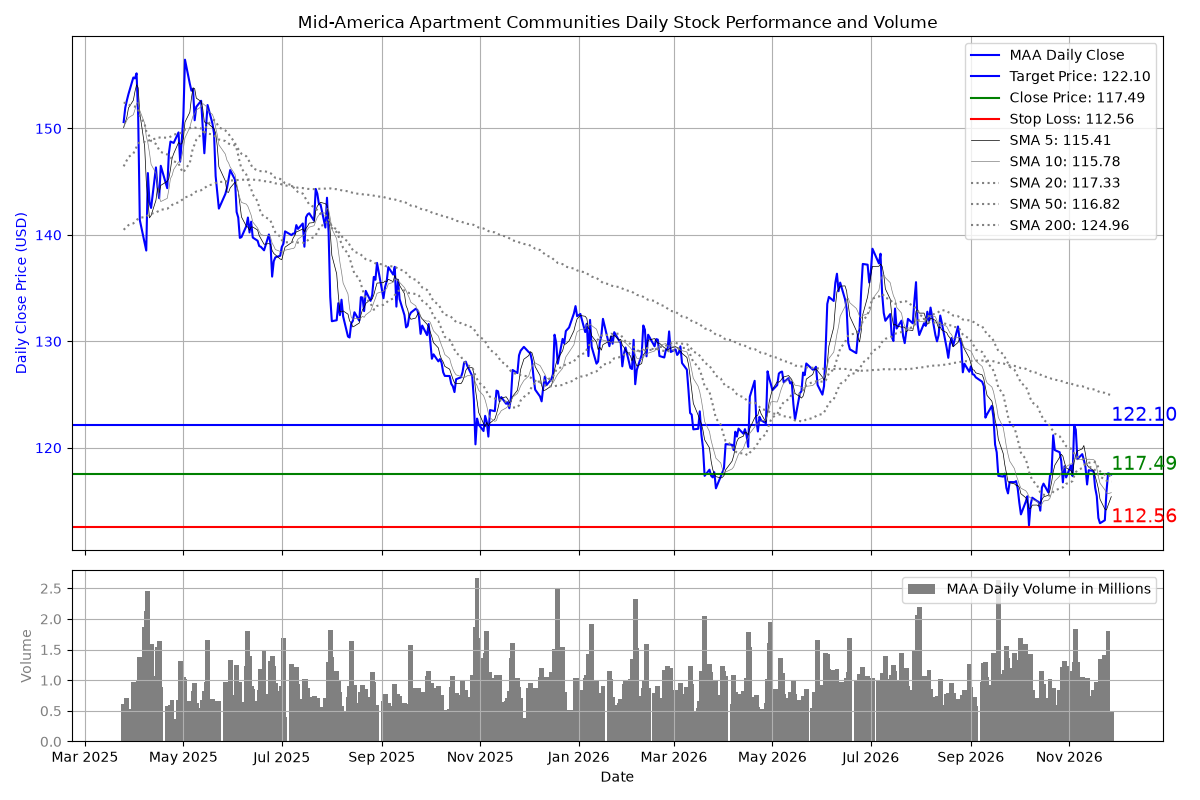 Mid-America Apartment Communities Daily Stock Performance and Volume
Daily Close Price (USD)
150
140
130
120
MAA Daily Close
Target Price: 122.10
Close Price: 117.49
Stop Loss: 112.56
SMA 5: 115.41
SMA 10: 115.78
SMA 20: 117.33
SMA 50: 116.82
SMA 200: 124.96
122.10
117.49
112.56
Volume
2.5
2.0
1.5
1.0
0.5
0.0
MAA Daily Volume in Millions
Mar 2025 May 2025 Jul 2025 Sep 2025 Nov 2025 Jan 2026 Mar 2026 May 2026 Jul 2026 Sep 2026 Nov 2026
Date